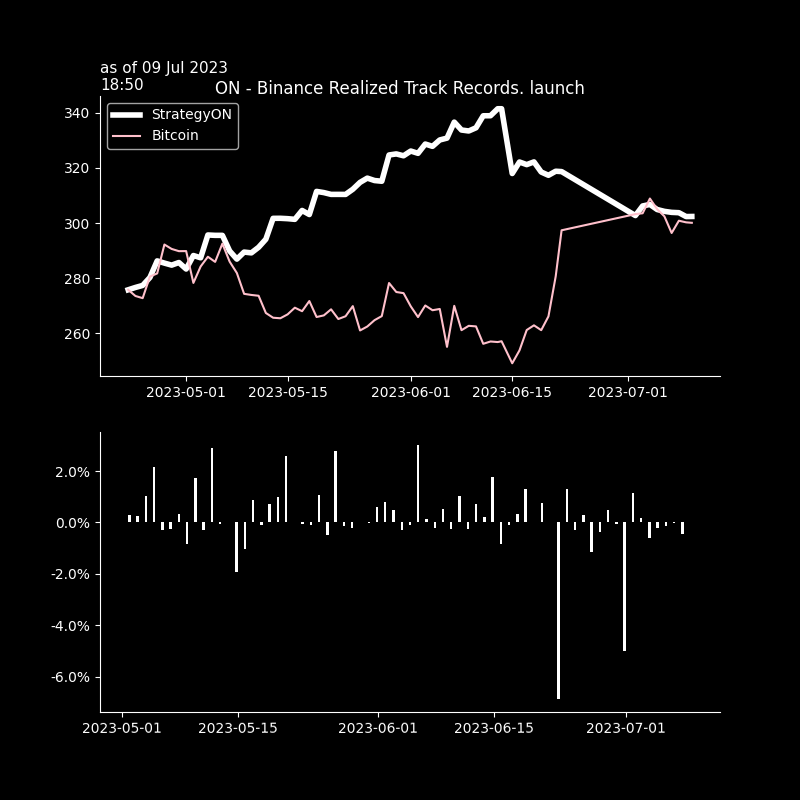 as of 09 Jul 2023
18:50
ON - Binance Realized Track Records. launch
StrategyON
Bitcoin
340
320
300
280
260
2023-05-01 2023-05-15 2023-06-01 2023-06-15 2023-07-01
2.0%
0.0%
-2.0%
-4.0%
-6.0%
2023-05-01 2023-05-15 2023-06-01 2023-06-15 2023-07-01